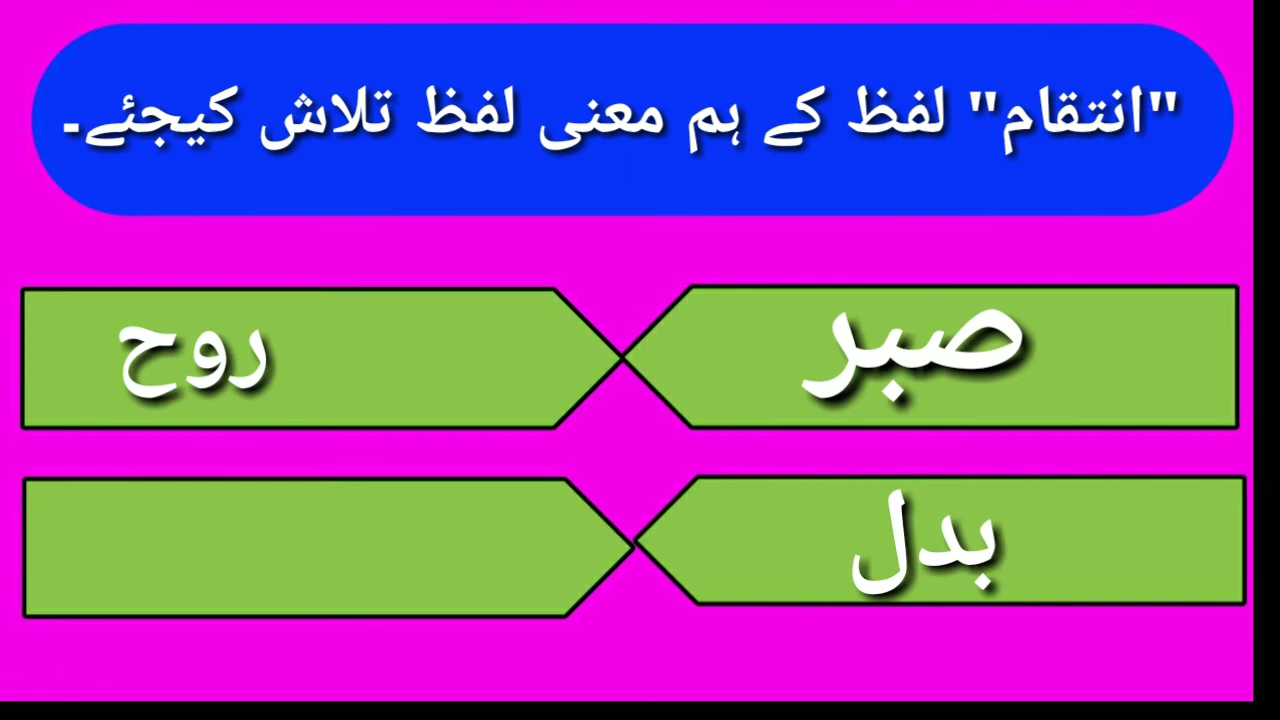 "انتقام" لفظ کے ہم معنی لفظ تلاش کیجئے۔
صبر
روح
بدل